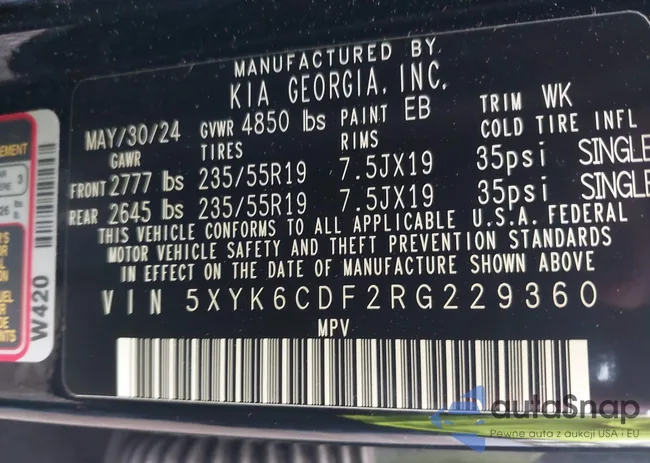 MANUFACTURED BY
KIA GEORGIA, INC.
MAY/30/24 GVWR 4850 lbs PAINT EB TRIM WK
GAWR TIRES RIMS COLD TIRE INFL
FRONT 2777 lbs 235/55R19 7.5JX19 35psi SINGLE
REAR 2645 lbs 235/55R19 7.5JX19 35psi SINGLE
THIS VEHICLE CONFORMS TO ALL APPLICABLE U.S.A. FEDERAL
MOTOR VEHICLE SAFETY AND THEFT PREVENTION STANDARDS
IN EFFECT ON THE DATE OF MANUFACTURE SHOWN ABOVE
VIN 5XYK6CDF2RG229360
MPV
W420
autaSnap
Pewne auta z aukcji USA i EU